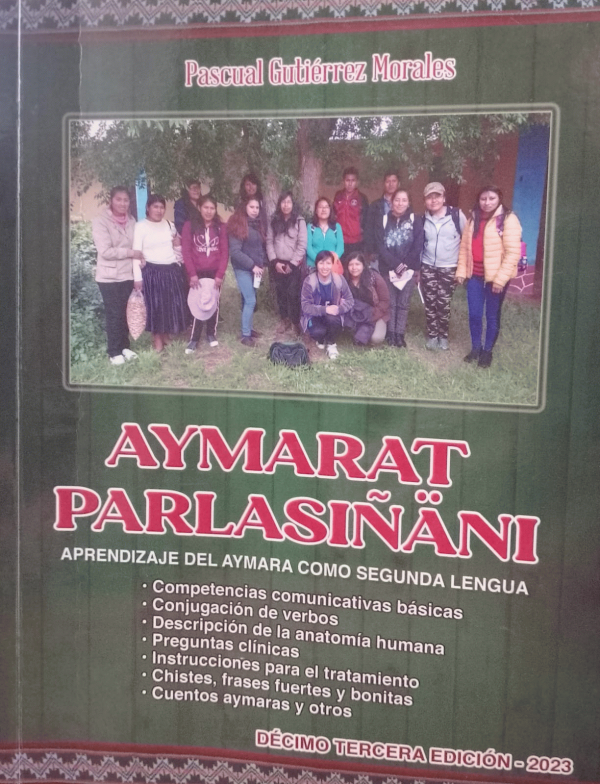 Pascual Gutiérrez Morales
AYMARAT
PARLASIÑÄNI
APRENDIZAJE DEL AYMARA COMO SEGUNDA LENGUA
· Competencias comunicativas básicas
· Conjugación de verbos
· Descripción de la anatomía humana
· Preguntas clínicas
· Instrucciones para el tratamiento
· Chistes, frases fuertes y bonitas
· Cuentos aymaras y otros
DÉCIMO TERCERA EDICIÓN - 2023